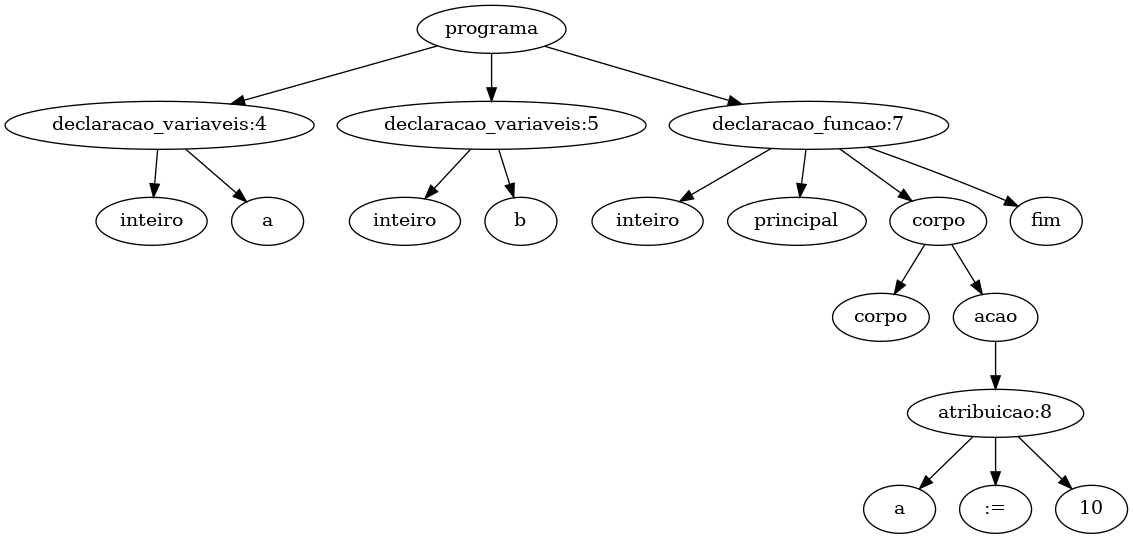 programa
declaracao_variaveis:4
declaracao_variaveis:5
declaracao_funcao:7
inteiro
a
inteiro
b
inteiro
principal
corpo
fim
corpo
acao
atribuicao:8
a
:=
10